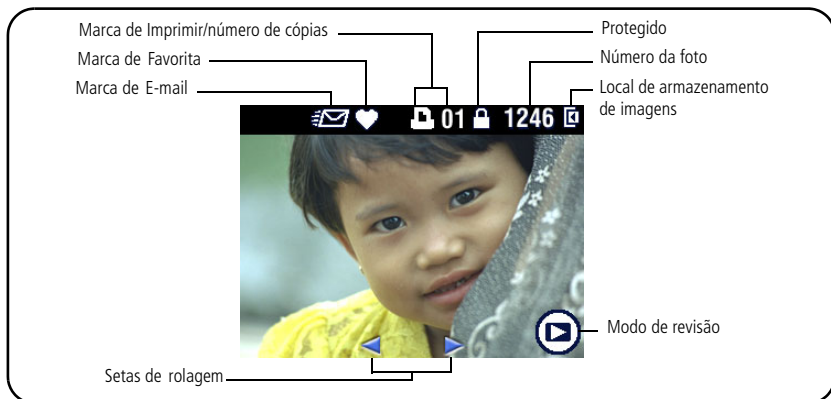 Marca de Imprimir/número de cópias
Marca de Favorita
Marca de E-mail
Protegido
Número da foto
Local de armazenamento
de imagens
01 1246
Modo de revisão
Setas de rolagem